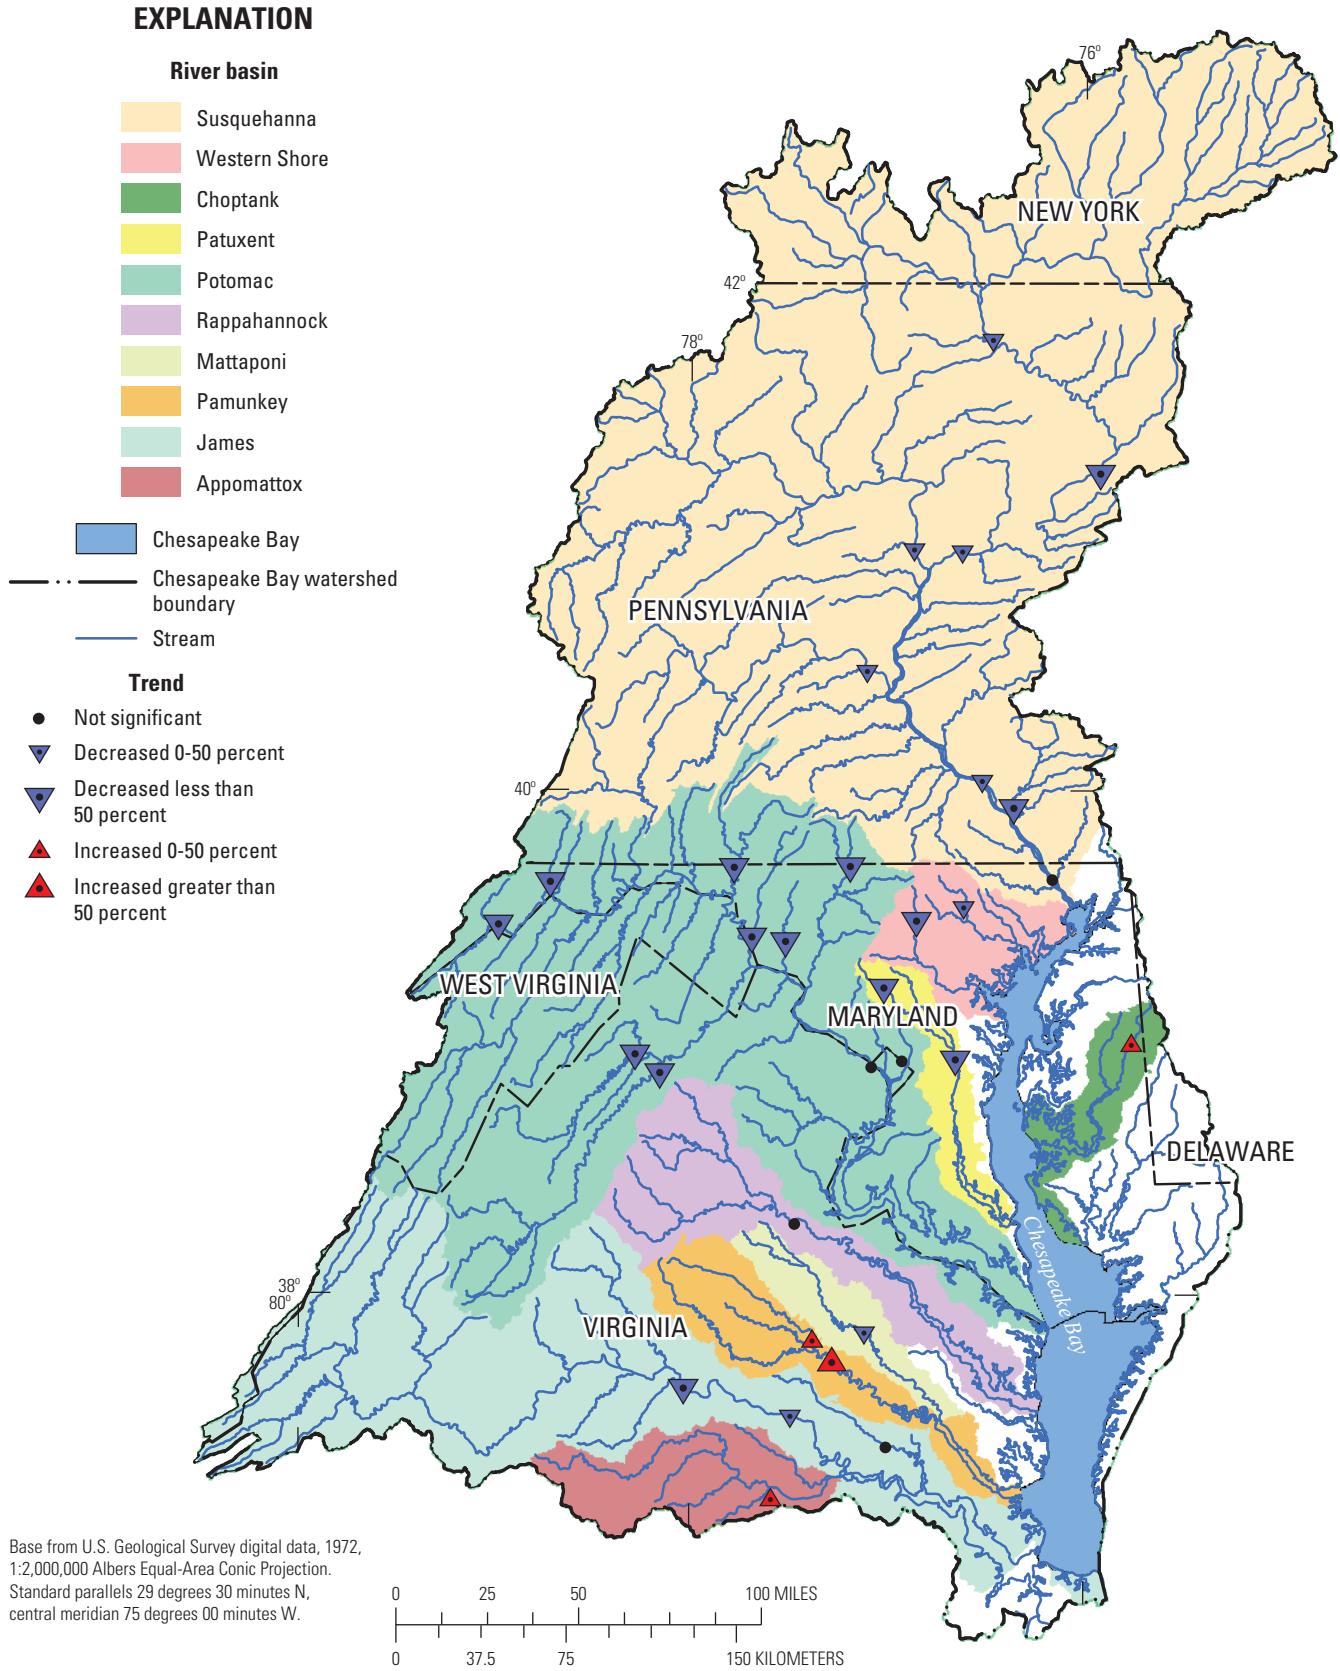 EXPLANATION
River basin
Susquehanna
Western Shore
Choptank
Patuxent
Potomac
Rappahannock
Mattaponi
Pamunkey
James
Appomattox
Chesapeake Bay
Chesapeake Bay watershed
boundary
Stream
Trend
Not significant
Decreased 0-50 percent
Decreased less than
50 percent
Increased 0-50 percent
Increased greater than
50 percent
76°
NEW YORK
42°
78°
PENNSYLVANIA
40°
WEST VIRGINIA
MARYLAND
DELAWARE
Chesapeake Bay
38°
80°
VIRGINIA
Base from U.S. Geological Survey digital data, 1972,
1:2,000,000 Albers Equal-Area Conic Projection.
Standard parallels 29 degrees 30 minutes N,
central meridian 75 degrees 00 minutes W.
0 25 50 100 MILES
0 37.5 75 150 KILOMETERS